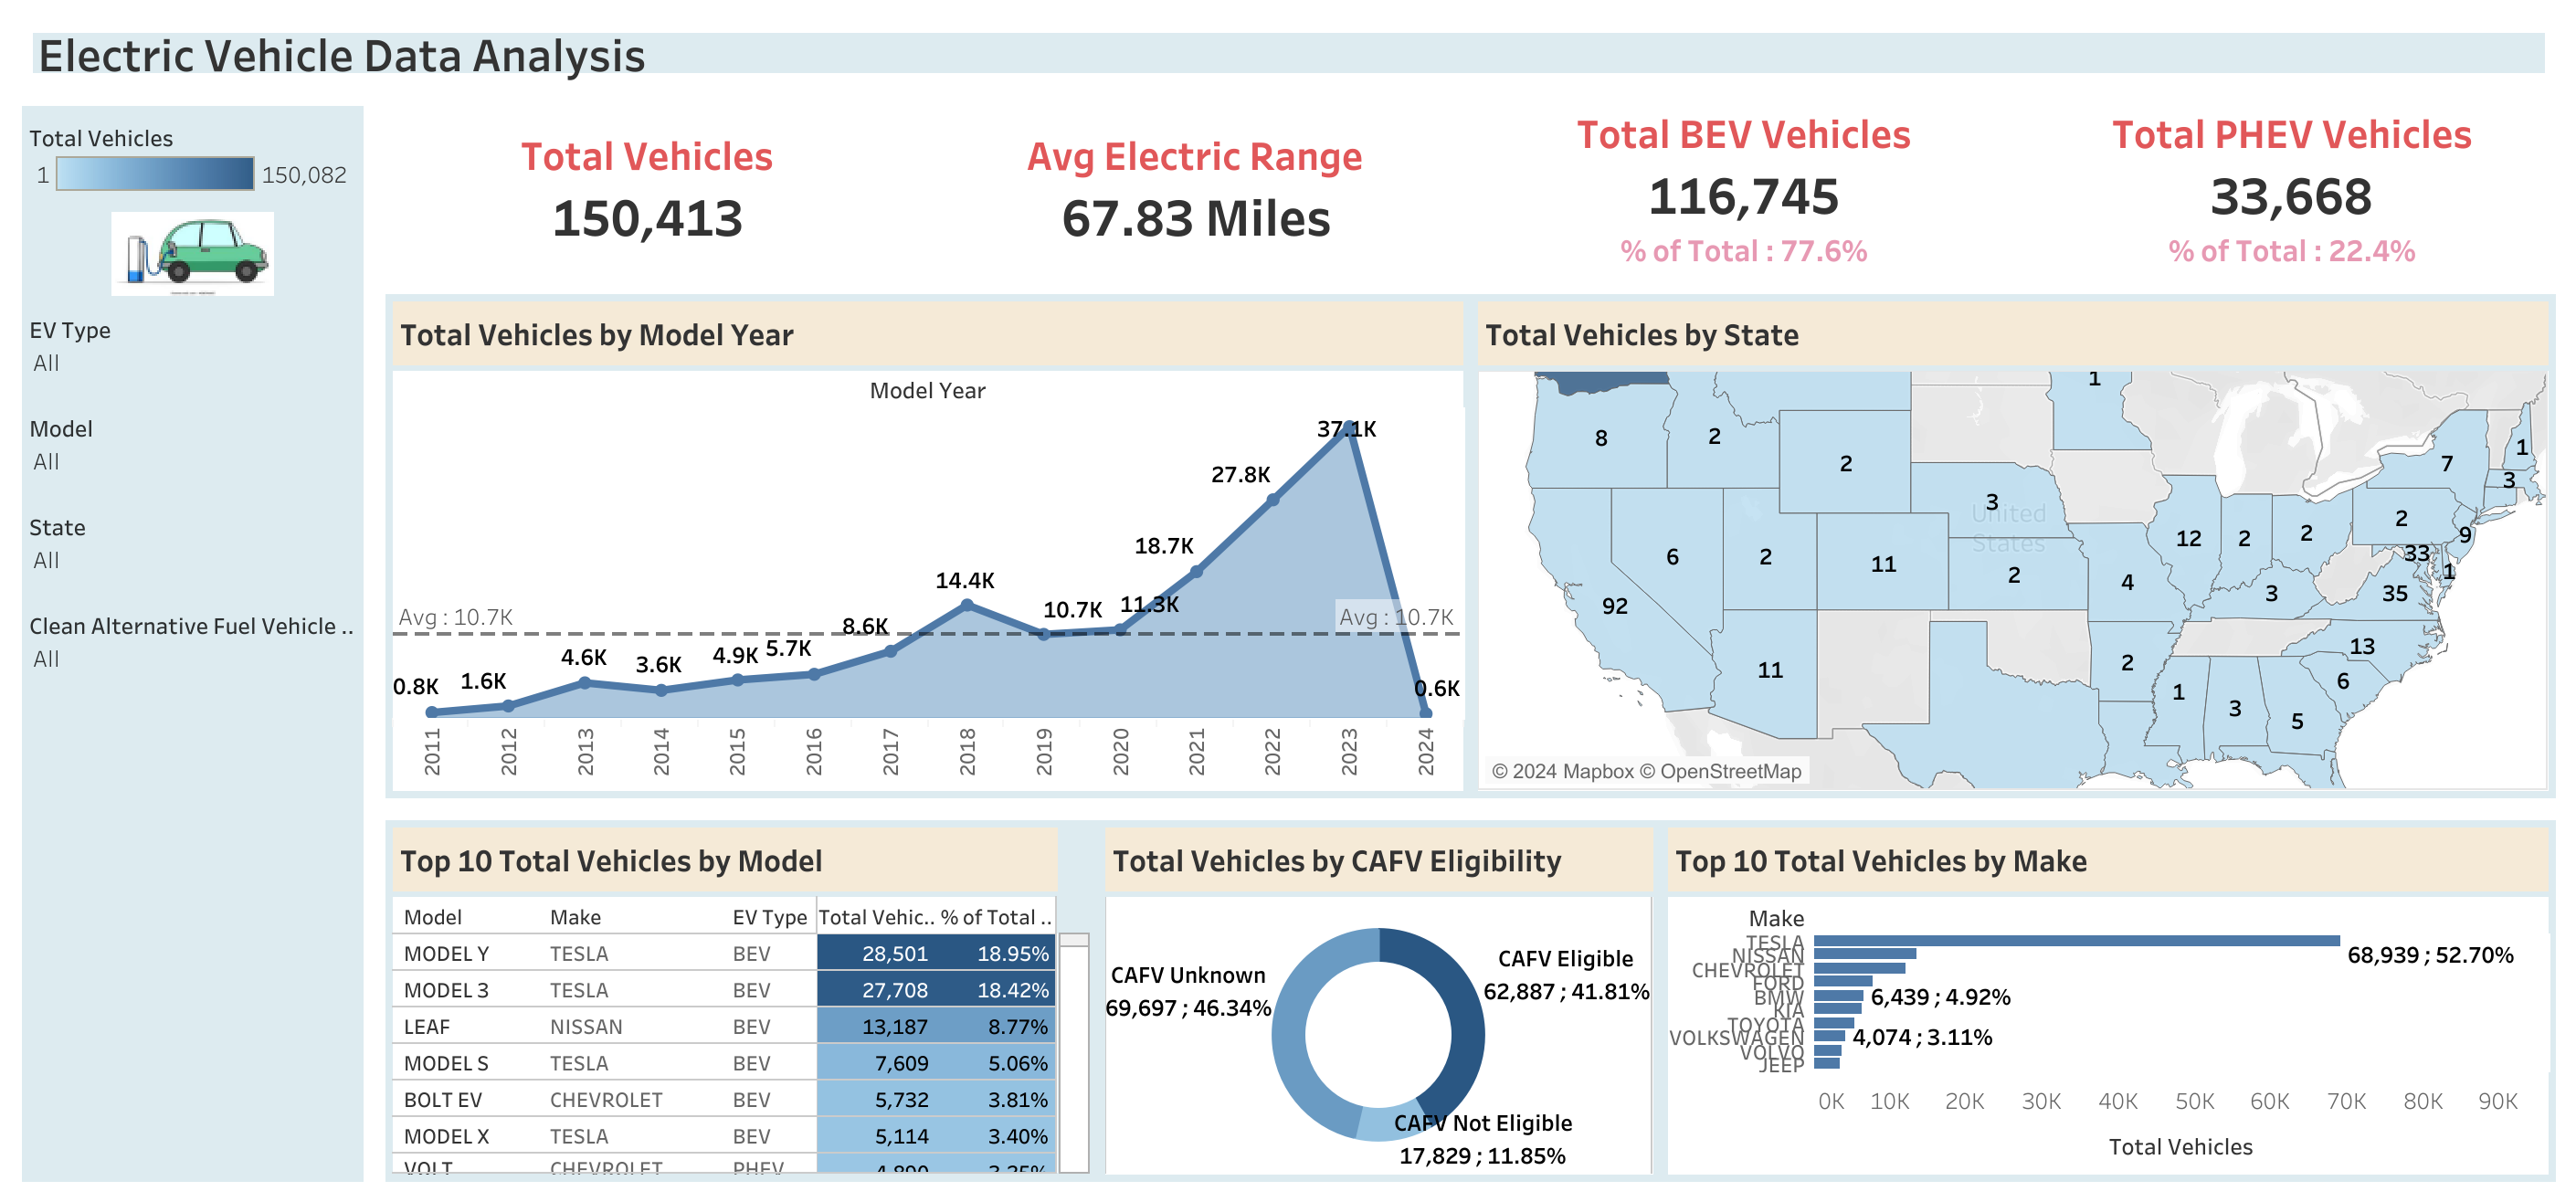 Electric Vehicle Data Analysis
Total Vehicles
1 150,082
EV Type
All
Model
All
State
All
Clean Alternative Fuel Vehicle ..
All
Total Vehicles
150,413
Avg Electric Range
67.83 Miles
Total BEV Vehicles
116,745
% of Total : 77.6%
Total PHEV Vehicles
33,668
% of Total : 22.4%
Total Vehicles by Model Year
Model Year
37.1K
27.8K
18.7K
14.4K
10.7K
11.3K
Avg : 10.7K
Avg : 10.7K
8.6K
5.7K
4.9K
4.6K
3.6K
1.6K
0.8K
0.6K
2011 2012 2013 2014 2015 2016 2017 2018 2019 2020 2021 2022 2023 2024
Total Vehicles by State
1
8 2 2 7 1
3 3
United
States
6 2 11 2 12 2 2 2 9
33 1
92 4 3 35
11 2 13
1 3 5 6
© 2024 Mapbox © OpenStreetMap
Top 10 Total Vehicles by Model
Model Make EV Type Total Vehic.. % of Total ..
MODEL Y TESLA BEV 28,501 18.95%
MODEL 3 TESLA BEV 27,708 18.42%
LEAF NISSAN BEV 13,187 8.77%
MODEL S TESLA BEV 7,609 5.06%
BOLT EV CHEVROLET BEV 5,732 3.81%
MODEL X TESLA BEV 5,114 3.40%
VOLT CHEVROLET PHEV 4,890 3.25%
Total Vehicles by CAFV Eligibility
CAFV Unknown
69,697 ; 46.34%
CAFV Eligible
62,887 ; 41.81%
CAFV Not Eligible
17,829 ; 11.85%
Top 10 Total Vehicles by Make
Make
TESLA
NISSAN
CHEVROLET
FORD
BMW
KIA
TOYOTA
VOLKSWAGEN
VOLVO
JEEP
68,939 ; 52.70%
6,439 ; 4.92%
4,074 ; 3.11%
0K 10K 20K 30K 40K 50K 60K 70K 80K 90K
Total Vehicles